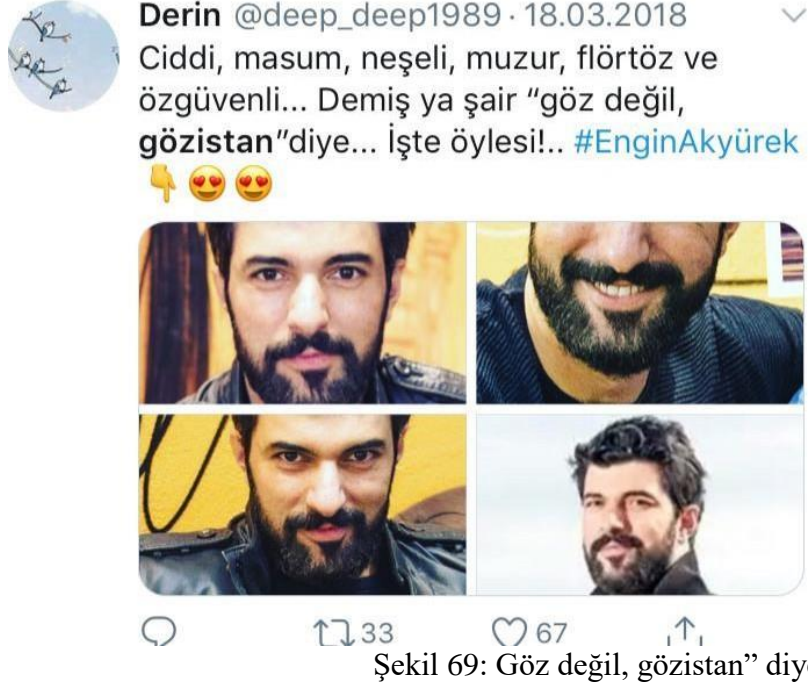 Derin @deep_deep1989 · 18.03.2018
Ciddi, masum, neşeli, muzur, flörtöz ve
özgüvenli... Demiş ya şair “göz değil,
gözistan”diye... İşte öylesi!.. #EnginAkyürek
👇😍😍
33 67
Şekil 69: Göz değil, gözistan” diy